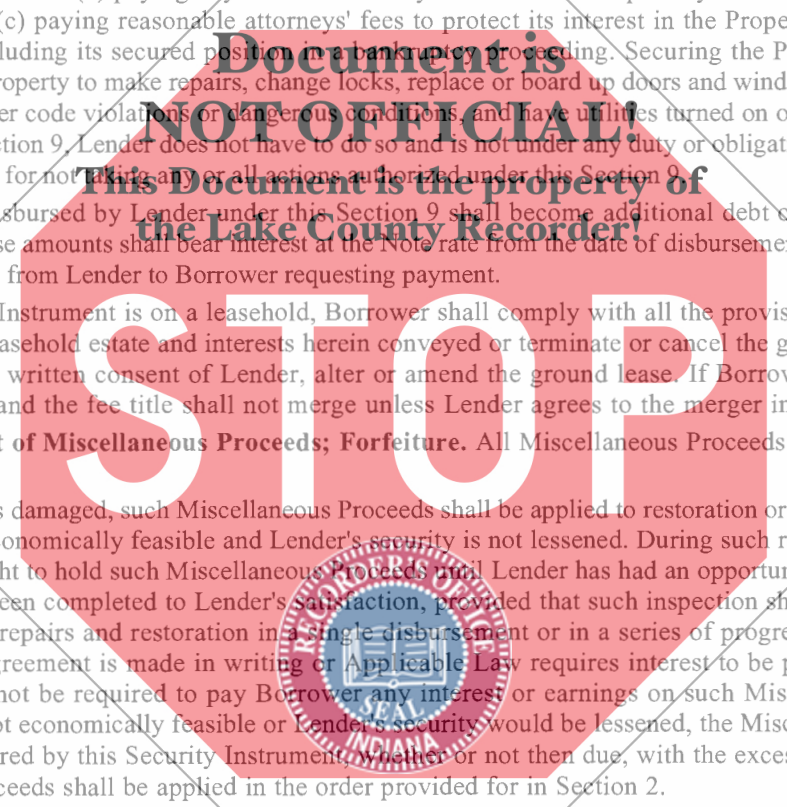 (c) paying reasonable attorneys' fees to protect its interest in the Prope
luding its secured position in a bankruptcy proceeding. Securing the P
Document is
roperty to make repairs, change locks, replace or board up doors and wind
er code violations or dangerous conditions, and have utilities turned on o
NOT OFFICIAL!
tion 9, Lender does not have to do so and is not under any duty or obligat
for not taking any or all actions authorized under this Section 9.
This Document is the property of
sbursed by Lender under this Section 9 shall become additional debt o
the Lake County Recorder!
se amounts shall bear interest at the Note rate from the date of disburseme
from Lender to Borrower requesting payment.
Instrument is on a leasehold, Borrower shall comply with all the provis
asehold estate and interests herein conveyed or terminate or cancel the g
written consent of Lender, alter or amend the ground lease. If Borrow
and the fee title shall not merge unless Lender agrees to the merger in
STOP
t of Miscellaneous Proceeds; Forfeiture. All Miscellaneous Proceeds
s damaged, such Miscellaneous Proceeds shall be applied to restoration or
onomically feasible and Lender's security is not lessened. During such r
ht to hold such Miscellaneous Proceeds until Lender has had an opportun
een completed to Lender's satisfaction, provided that such inspection sh
repairs and restoration in a single disbursement or in a series of progre
greement is made in writing or Applicable Law requires interest to be p
not be required to pay Borrower any interest or earnings on such Mis
ot economically feasible or Lender's security would be lessened, the Misc
red by this Security Instrument, whether or not then due, with the exces
ceeds shall be applied in the order provided for in Section 2.
RECORDER'S OFFICE
SEAL
INDIANA